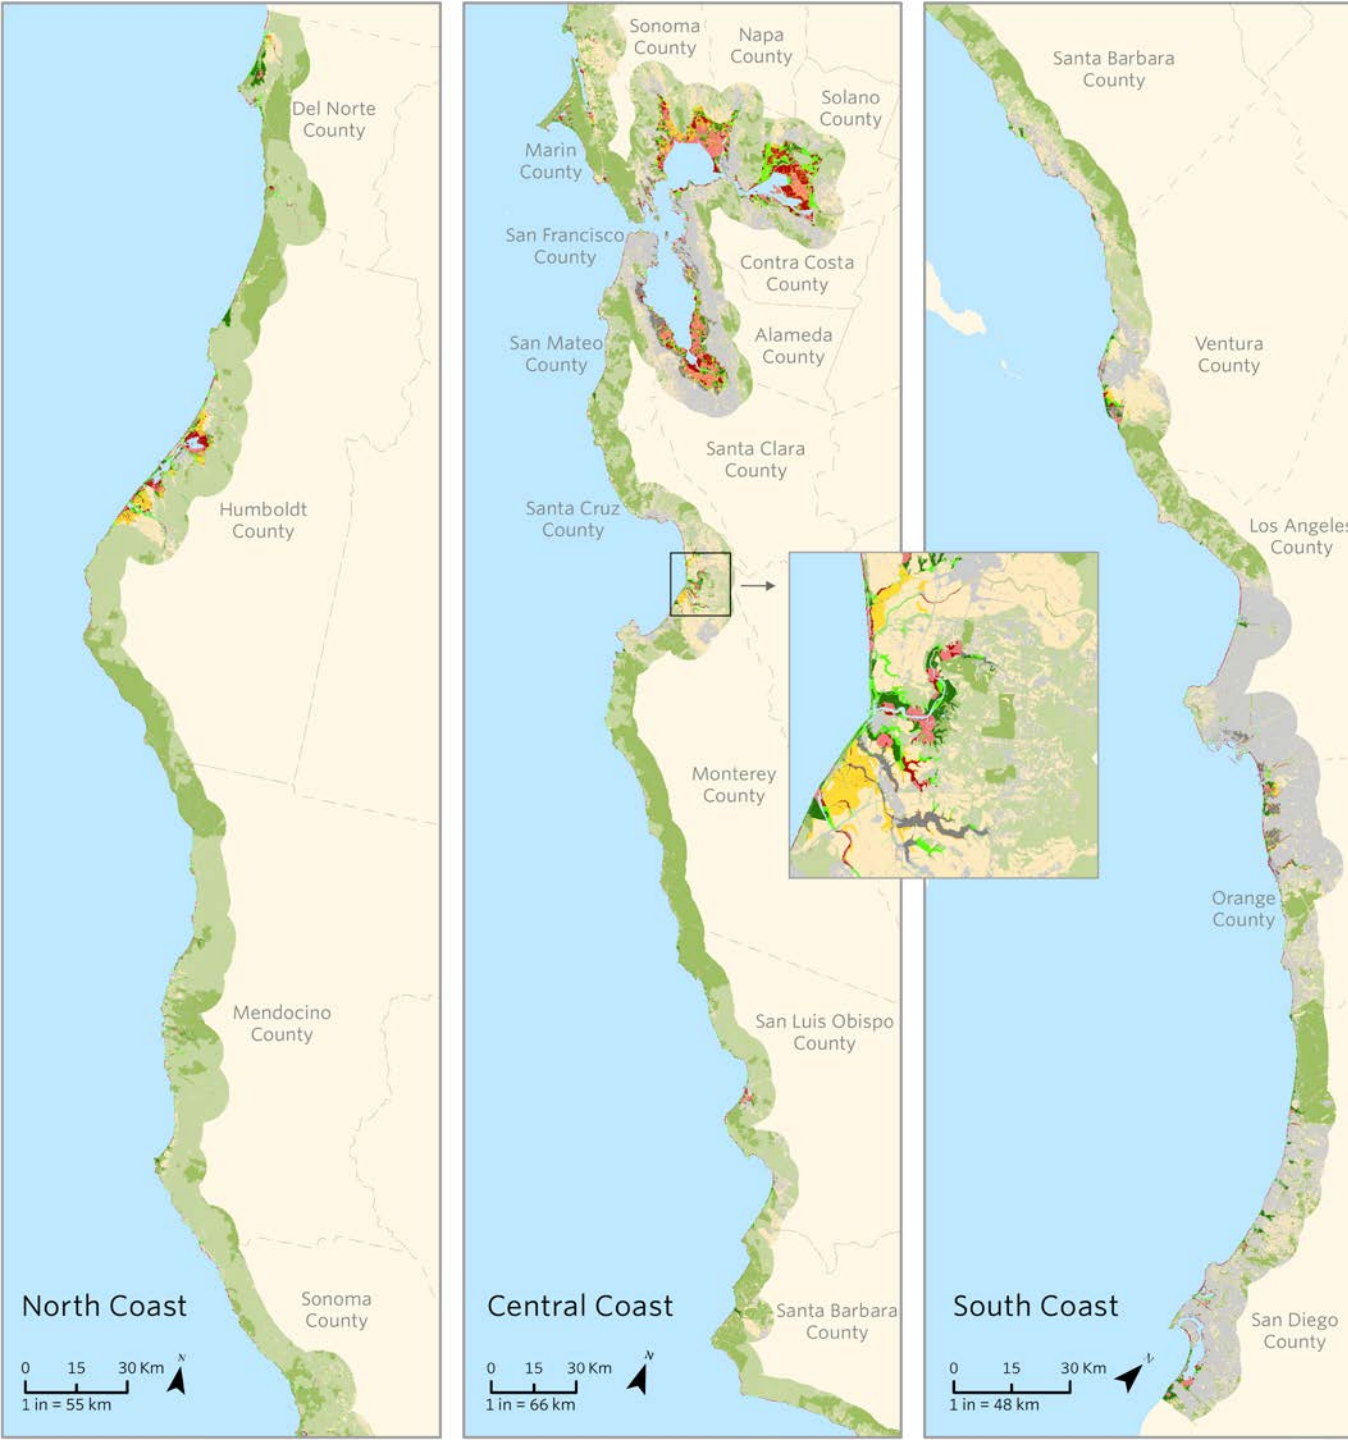 Del Norte
County
Humboldt
County
Mendocino
County
Sonoma
County
North Coast
0 15 30 Km
N
1 in = 55 km
Sonoma
County
Napa
County
Solano
County
Marin
County
San Francisco
County
Contra Costa
County
San Mateo
County
Alameda
County
Santa Clara
County
Santa Cruz
County
Monterey
County
San Luis Obispo
County
Santa Barbara
County
Central Coast
0 15 30 Km
N
1 in = 66 km
Santa Barbara
County
Ventura
County
Los Angeles
County
Orange
County
San Diego
County
South Coast
0 15 30 Km
N
1 in = 48 km